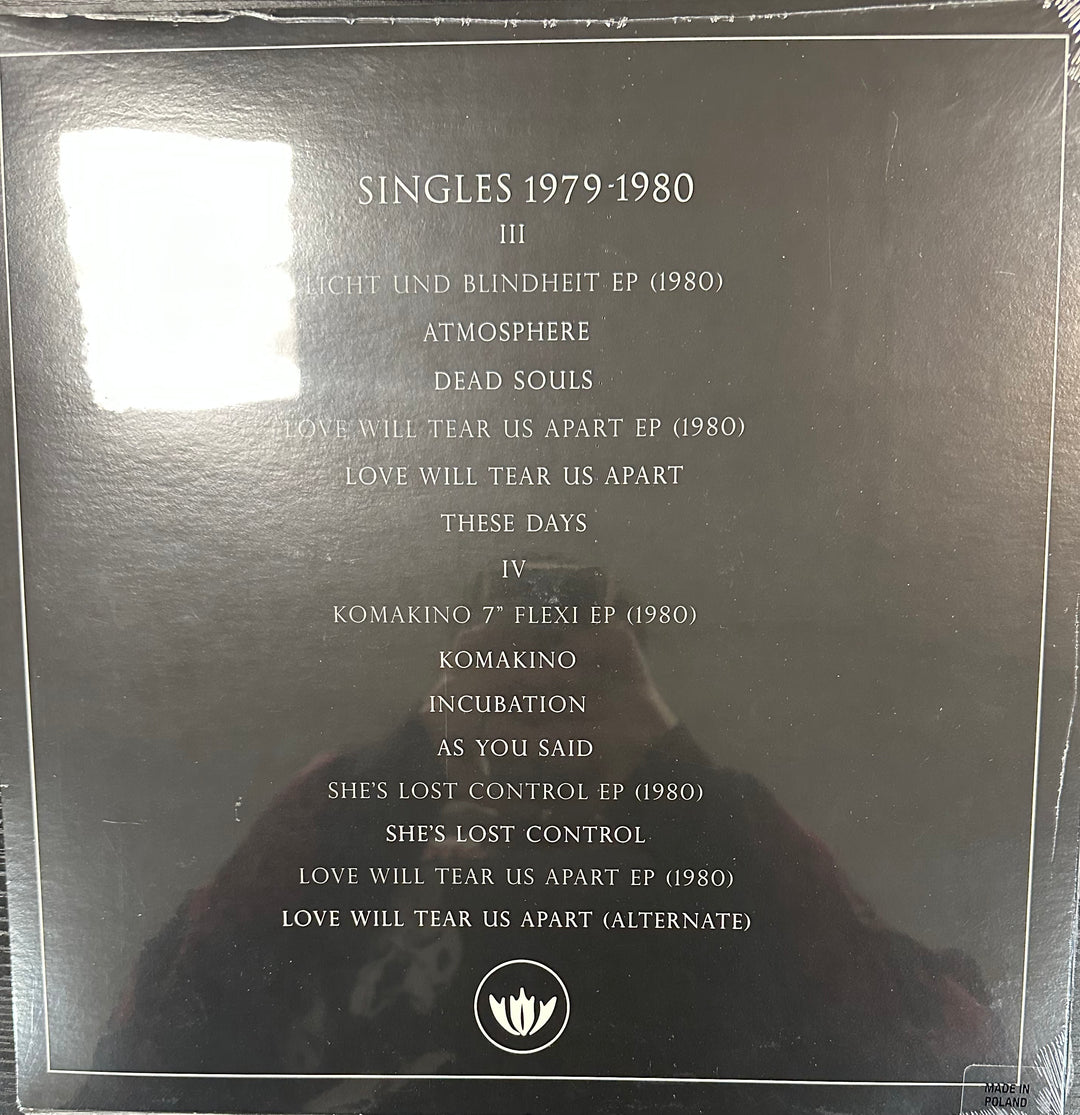 SINGLES 1979-1980
III
LICHT UND BLINDHEIT EP (1980)
ATMOSPHERE
DEAD SOULS
LOVE WILL TEAR US APART EP (1980)
LOVE WILL TEAR US APART
THESE DAYS
IV
KOMAKINO 7” FLEXI EP (1980)
KOMAKINO
INCUBATION
AS YOU SAID
SHE’S LOST CONTROL EP (1980)
SHE’S LOST CONTROL
LOVE WILL TEAR US APART EP (1980)
LOVE WILL TEAR US APART (ALTERNATE)
MADE IN
POLAND